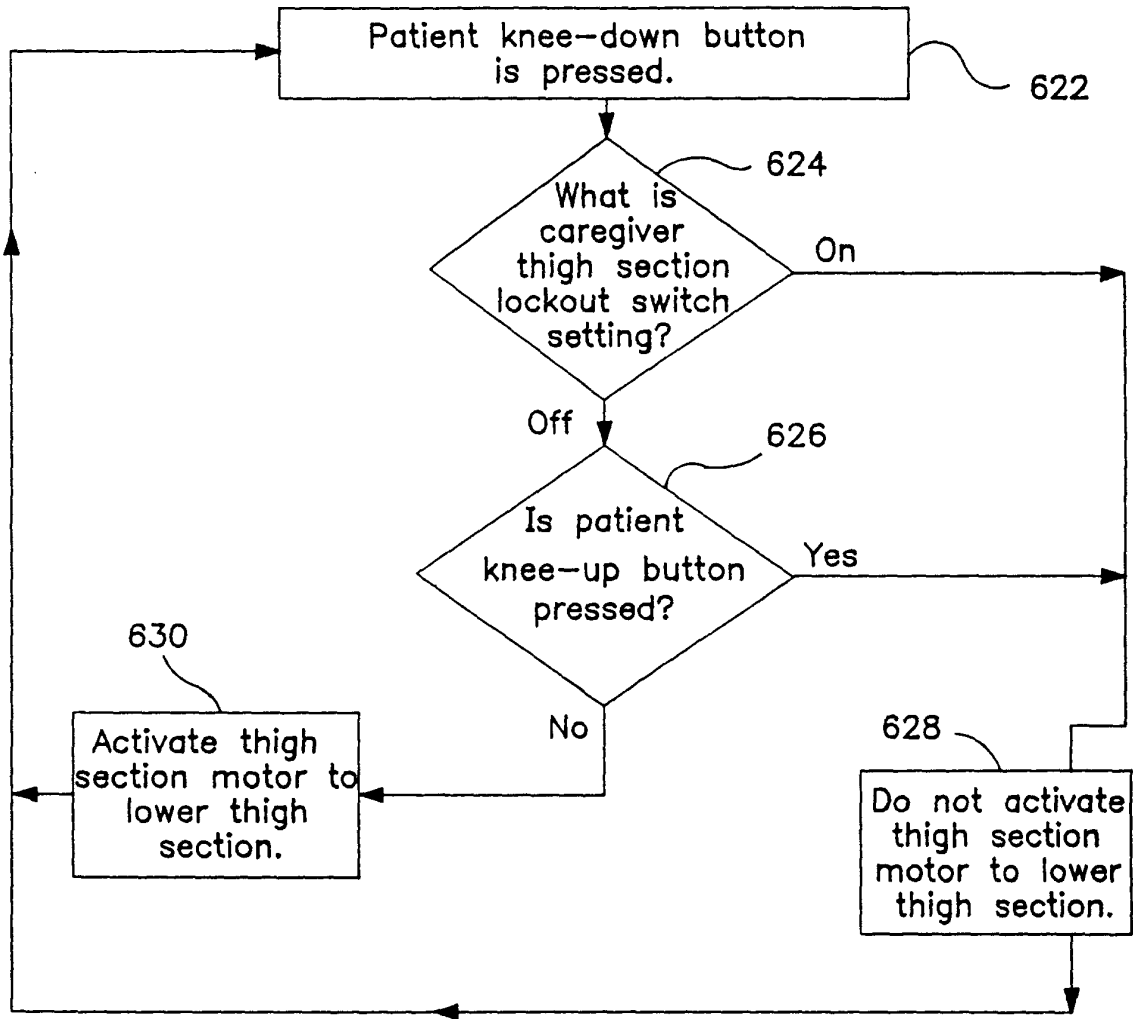 Patient knee-down button
is pressed.
622
624
What is
caregiver
thigh section
lockout switch
setting?
On
Off
626
Is patient
knee-up button
pressed?
Yes
630
No
628
Activate thigh
section motor to
lower thigh
section.
Do not activate
thigh section
motor to lower
thigh section.